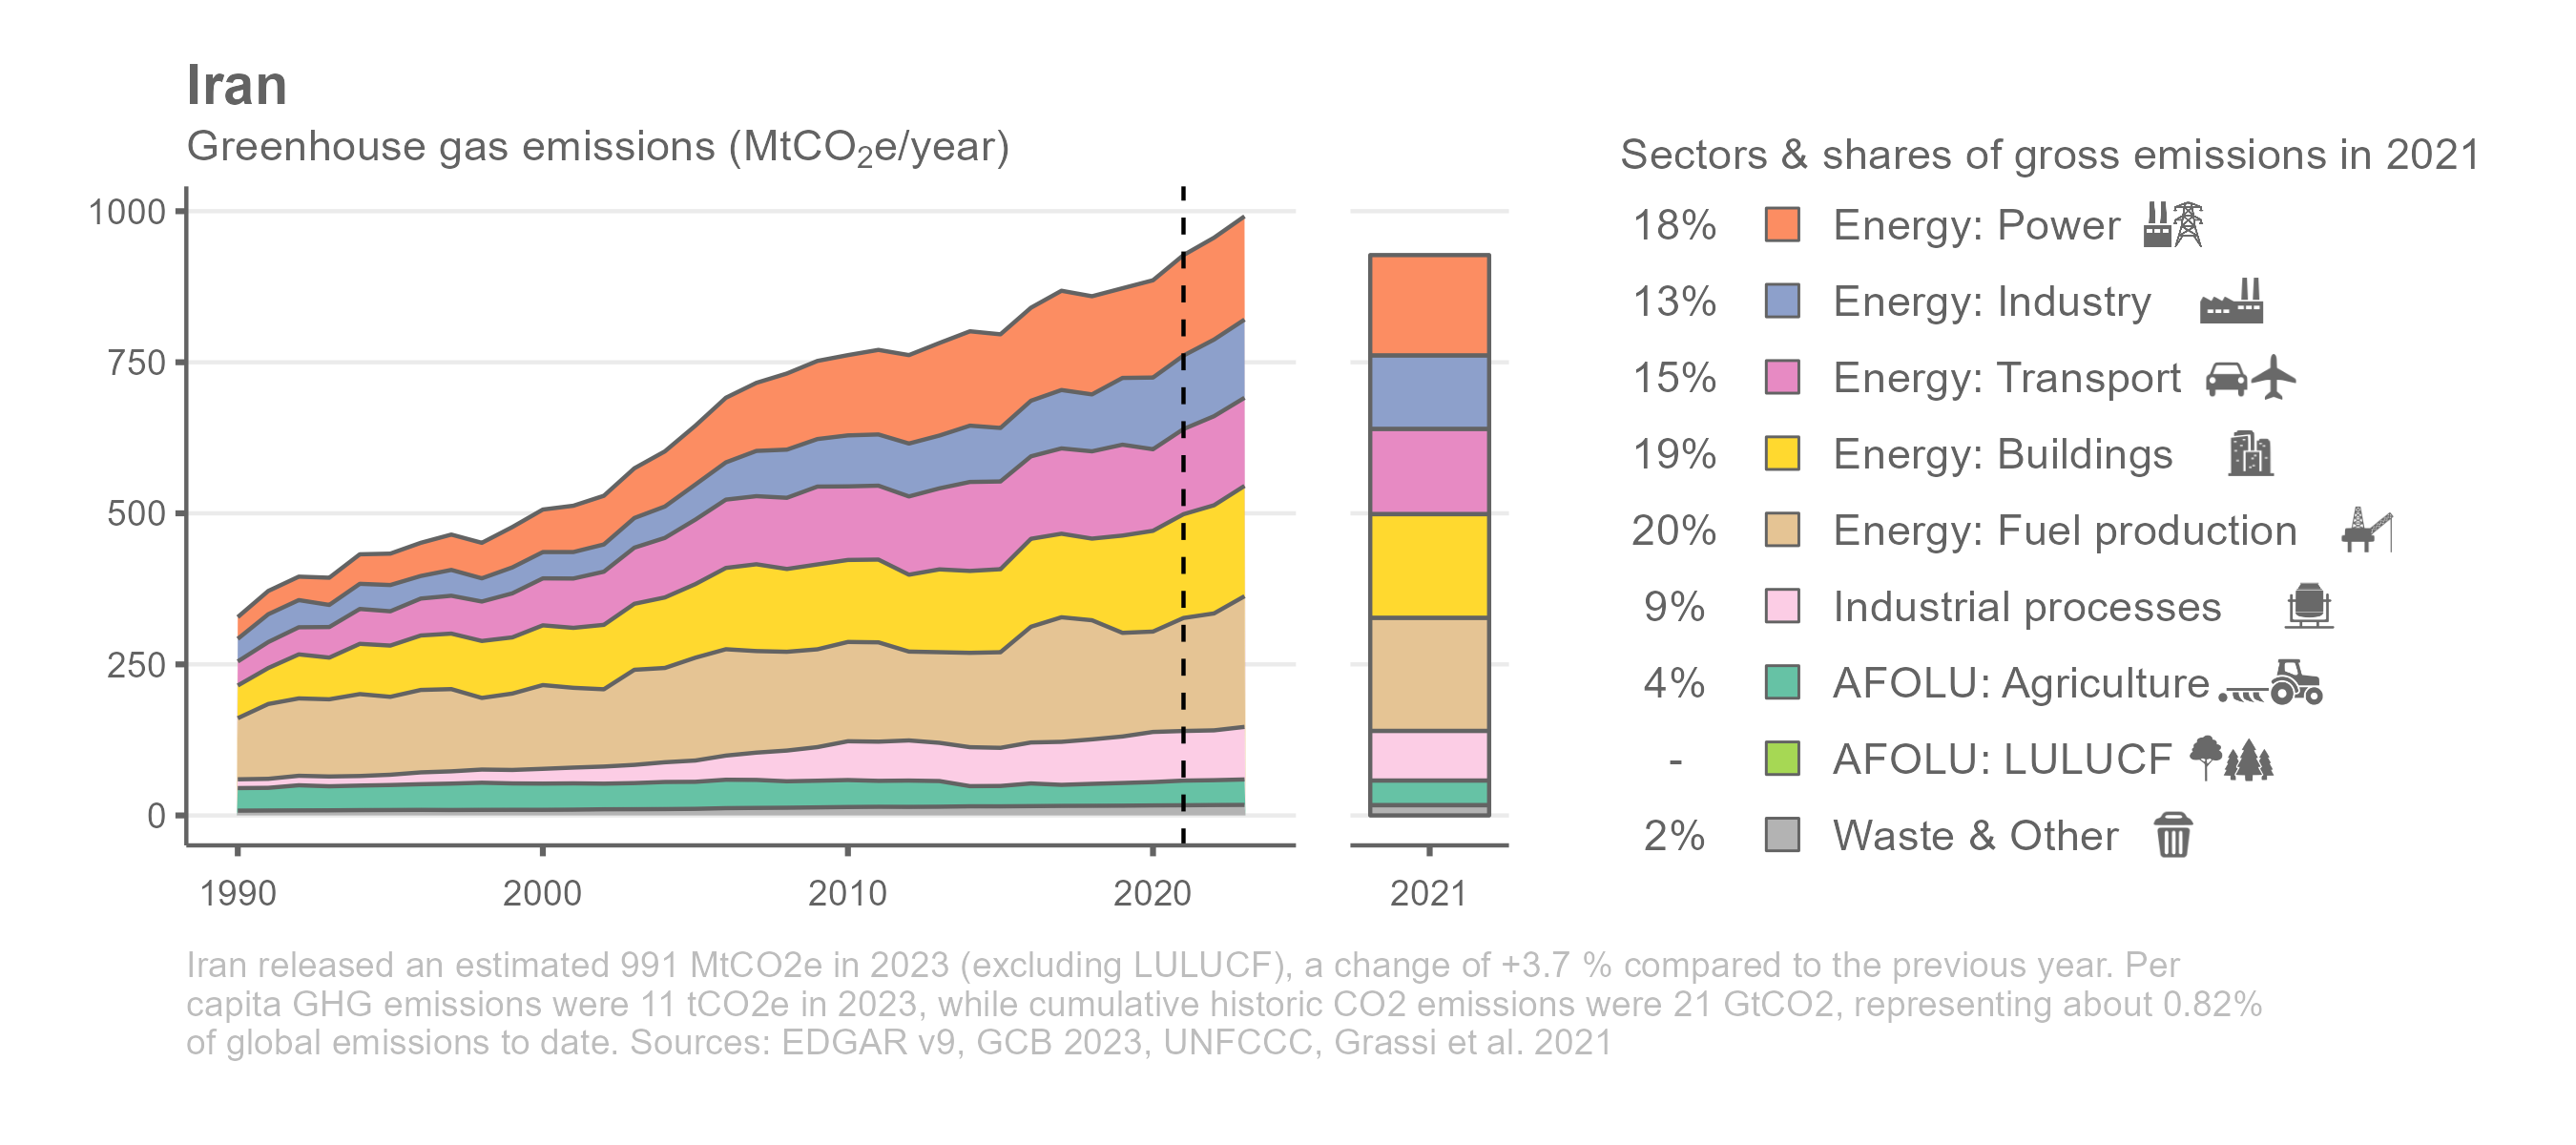 Iran
Greenhouse gas emissions (MtCO₂e/year)
1000
750
500
250
0
1990 2000 2010 2020
2021
Sectors & shares of gross emissions in 2021
18% Energy: Power
13% Energy: Industry
15% Energy: Transport
19% Energy: Buildings
20% Energy: Fuel production
9% Industrial processes
4% AFOLU: Agriculture
- AFOLU: LULUCF
2% Waste & Other
Iran released an estimated 991 MtCO2e in 2023 (excluding LULUCF), a change of +3.7 % compared to the previous year. Per
capita GHG emissions were 11 tCO2e in 2023, while cumulative historic CO2 emissions were 21 GtCO2, representing about 0.82%
of global emissions to date. Sources: EDGAR v9, GCB 2023, UNFCCC, Grassi et al. 2021